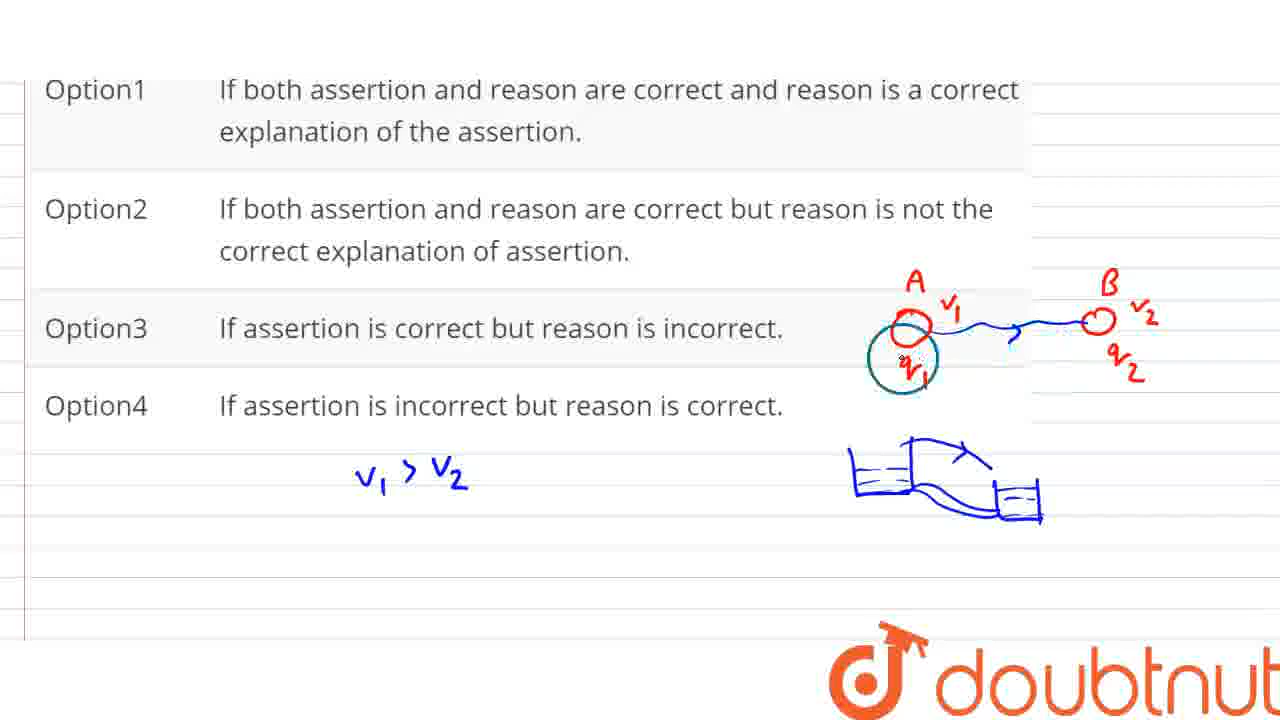 Option1 If both assertion and reason are correct and reason is a correct
explanation of the assertion.
Option2 If both assertion and reason are correct but reason is not the
correct explanation of assertion.
A B
V1 V2
Option3 If assertion is correct but reason is incorrect.
q1 q2
Option4 If assertion is incorrect but reason is correct.
V1 > V2
doubtnut